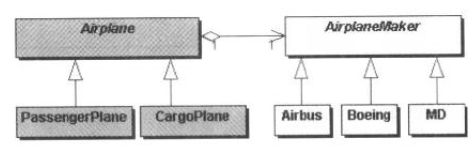 Airplane
AirplaneMaker
PassengerPlane
CargoPlane
Airbus
Boeing
MD